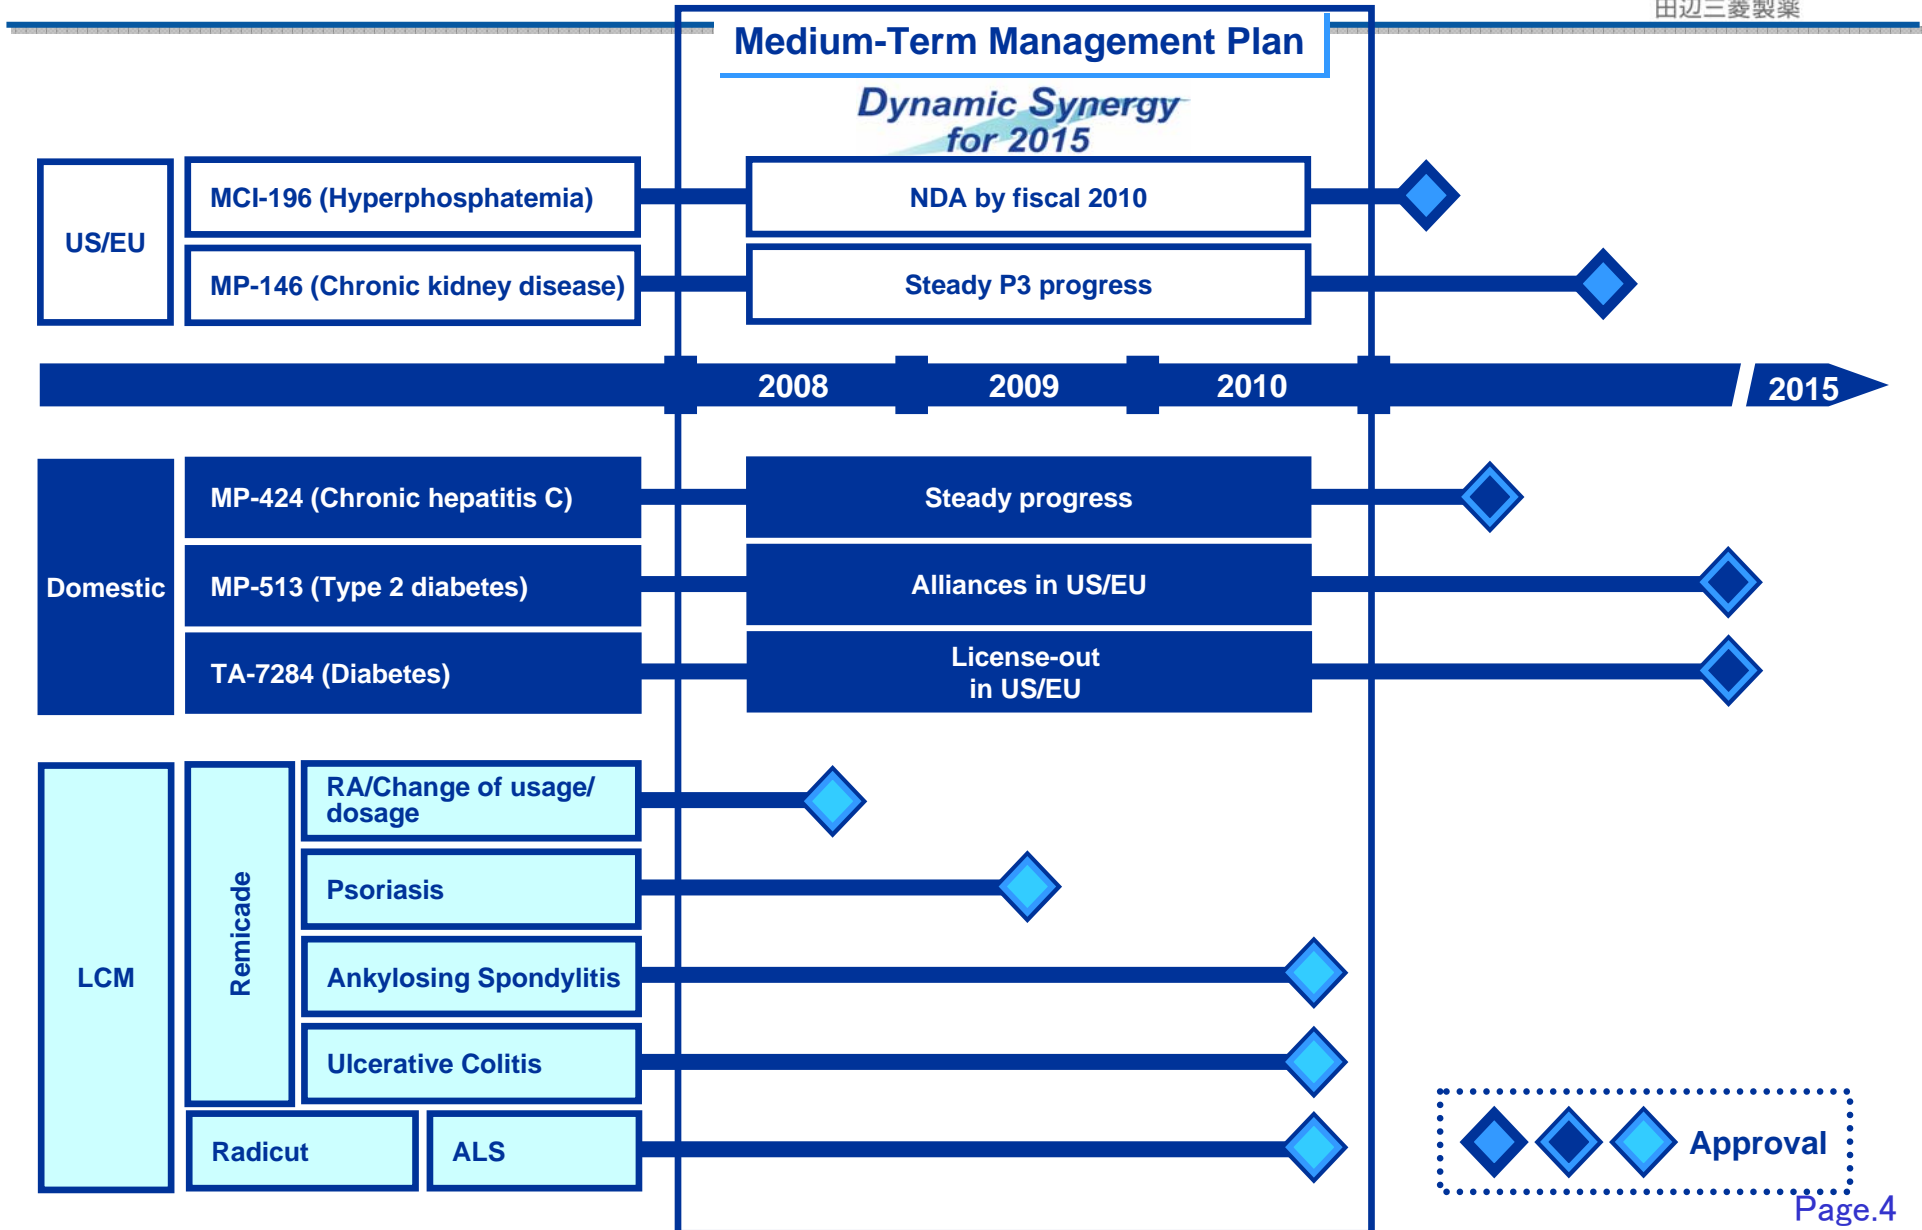 田辺三菱製薬
Medium-Term Management Plan
Dynamic Synergy
for 2015
US/EU
MCI-196 (Hyperphosphatemia)
NDA by fiscal 2010
MP-146 (Chronic kidney disease)
Steady P3 progress
2008
2009
2010
2015
Domestic
MP-424 (Chronic hepatitis C)
Steady progress
MP-513 (Type 2 diabetes)
Alliances in US/EU
TA-7284 (Diabetes)
License-out
in US/EU
LCM
Remicade
RA/Change of usage/
dosage
Psoriasis
Ankylosing Spondylitis
Ulcerative Colitis
Radicut
ALS
Approval
Page.4